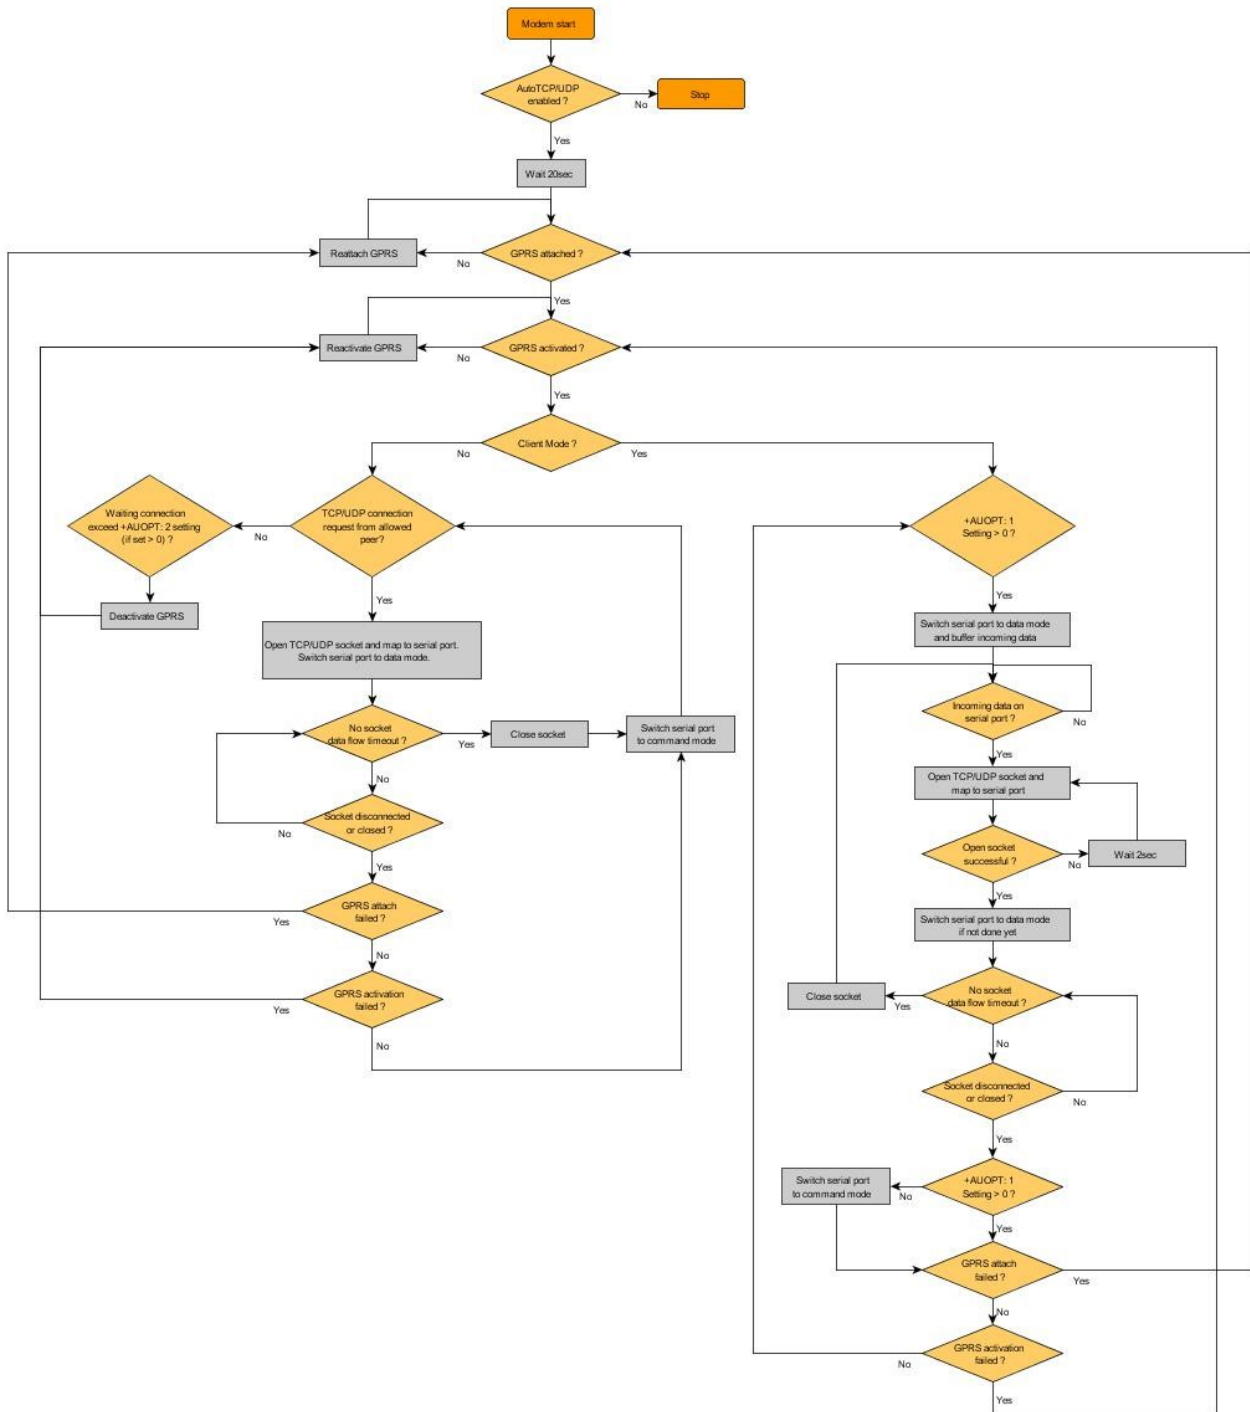 Modem start
AutoTCP/UDP
enabled ?
No
Stop
Yes
Wait 20sec
Reattach GPRS
No
GPRS attached ?
Yes
Reactivate GPRS
No
GPRS activated ?
Yes
Client Mode ?
No
Yes
Waiting connection
exceed +AUOPT: 2 setting
(if set > 0) ?
No
TCP/UDP connection
request from allowed
peer?
+AUOPT: 1
Setting > 0 ?
Deactivate GPRS
Yes
Yes
Open TCP/UDP socket and map to serial port.
Switch serial port to data mode.
Switch serial port to data mode
and buffer incoming data
Incoming data on
serial port ?
No
Yes
No socket
data flow timeout ?
Yes
Close socket
Switch serial port
to command mode
No
Open TCP/UDP socket and
map to serial port
Socket disconnected
or closed ?
No
Yes
Open socket
successful ?
No
Wait 2sec
Yes
GPRS attach
failed ?
Yes
No
Switch serial port to data mode
if not done yet
GPRS activation
failed ?
Yes
No
Close socket
Yes
No socket
data flow timeout ?
No
Socket disconnected
or closed ?
No
Yes
Switch serial port
to command mode
No
+AUOPT: 1
Setting > 0 ?
Yes
GPRS attach
failed ?
Yes
No
GPRS activation
failed ?
No
Yes